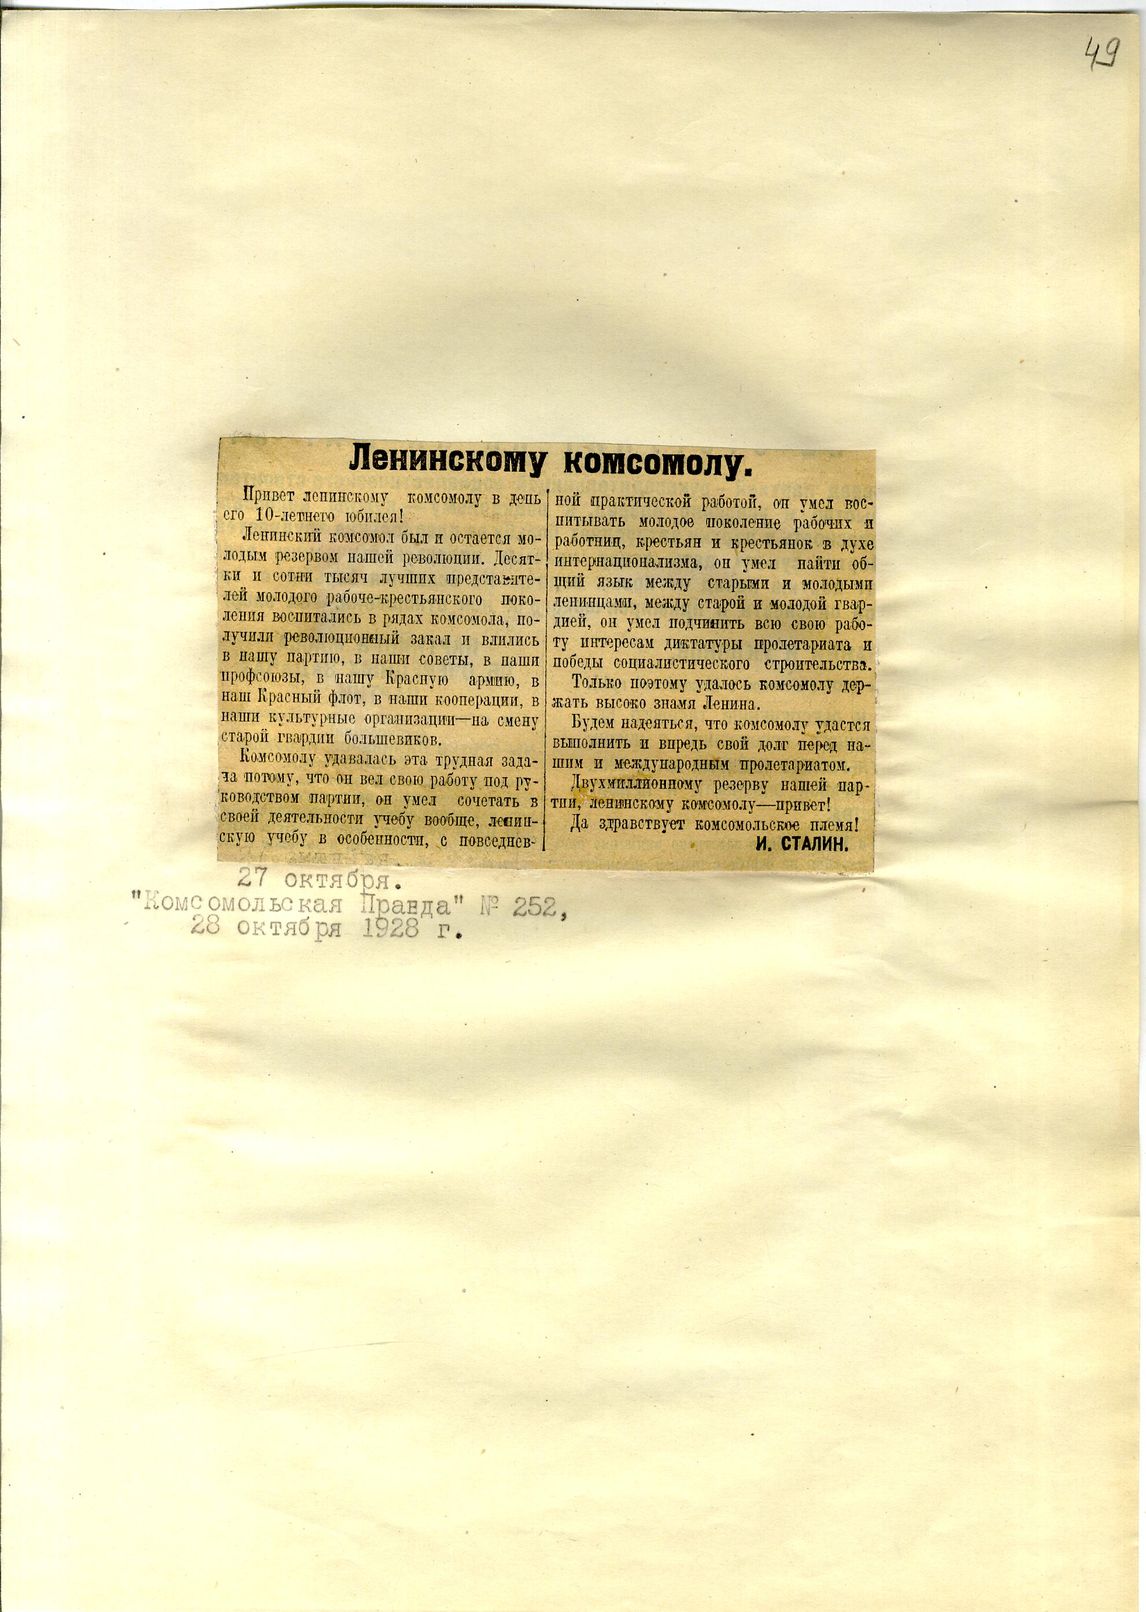 49
Ленинскому комсомолу.
Привет ленинскому комсомолу в день
его 10-летнего юбилея!
Ленинский комсомол был и остается мо-
лодым резервом нашей революции. Десят-
ки и сотни тысяч лучших представите-
лей молодого рабоче-крестьянского поко-
ления воспитались в рядах комсомола, по-
лучили революционный закал и влились
в нашу партию, в наши советы, в наши
профсоюзы, в нашу Красную армию, в
наш Красный флот, в наши кооперации, в
наши культурные организации—на смену
старой гвардии большевиков.
Комсомолу удавалась эта трудная зада-
ча потому, что он вел свою работу под ру-
ководством партии, он умел сочетать в
своей деятельности учебу вообще, ленин-
скую учебу в особенности, с повседнев-
ной практической работой, он умел вос-
питывать молодое поколение рабочих и
работниц, крестьян и крестьянок в духе
интернационализма, он умел найти об-
щий язык между старыми и молодыми
ленинцами, между старой и молодой гвар-
дией, он умел подчинить всю свою рабо-
ту интересам диктатуры пролетариата и
победы социалистического строительства.
Только поэтому удалось комсомолу дер-
жать высоко знамя Ленина.
Будем надеяться, что комсомолу удастся
выполнить и впредь свой долг перед на-
шим и международным пролетариатом.
Двухмиллионному резерву нашей пар-
тии, ленинскому комсомолу—привет!
Да здравствует комсомольское племя!
И. СТАЛИН.
27 октября.
"Комсомольская Правда" № 252,
28 октября 1928 г.